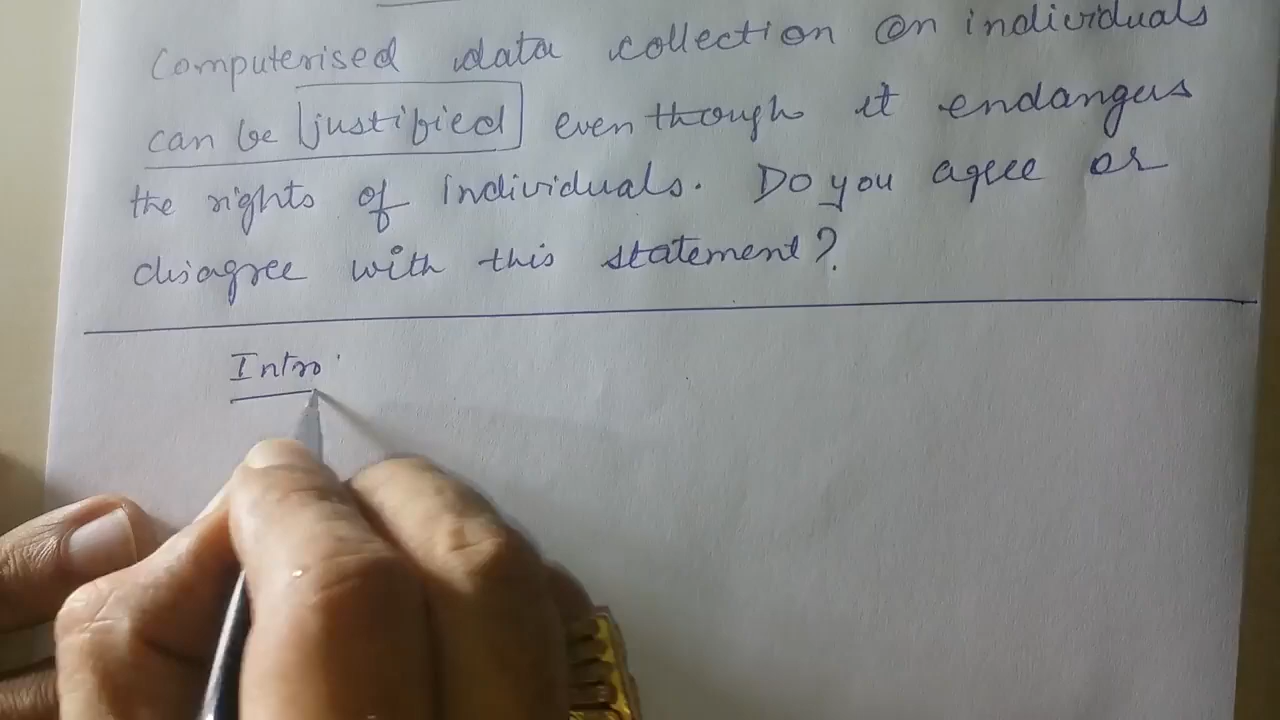 Computerised data collection on individuals
can be justified even though it endangers
the rights of individuals. Do you agree or
disagree with this statement?
Intro